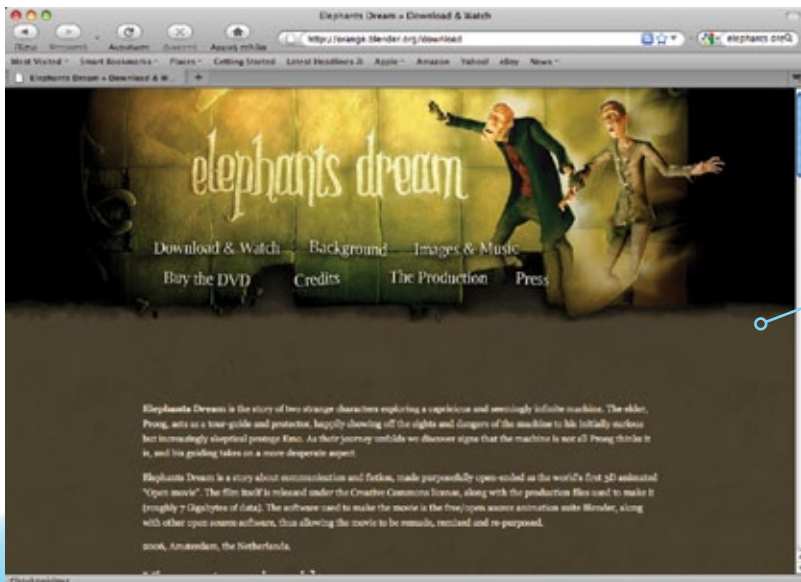 Elephants Dream » Download & Watch
http://orange.blender.org/download
Most Visited Smart Bookmarks Places Getting Started Latest Headlines Apple Amazon Yahoo! eBay News
Elephants Dream » Download & W...
elephants dream
Download & Watch Background Images & Music
Buy the DVD Credits The Production Press
Elephants Dream is the story of two strange characters exploring a capricious and seemingly infinite machine. The elder,
Proog, acts as a tour-guide and protector, happily showing off the sights and dangers of the machine to his initially curious
but increasingly skeptical protege Emo. As their journey unfolds we discover signs that the machine is not all Proog thinks it
is, and his guiding takes on a more desperate aspect.
Elephants Dream is a story about communication and fiction, made purposefully open-ended as the world's first 3D animated
"Open movie". The film itself is released under the Creative Commons license, along with the production files used to make it
(roughly 7 Gigabytes of data). The software used to make the movie is the free/open source animation suite Blender, along
with other open source software, thus allowing the movie to be remade, remixed and re-purposed.
2006, Amsterdam, the Netherlands.